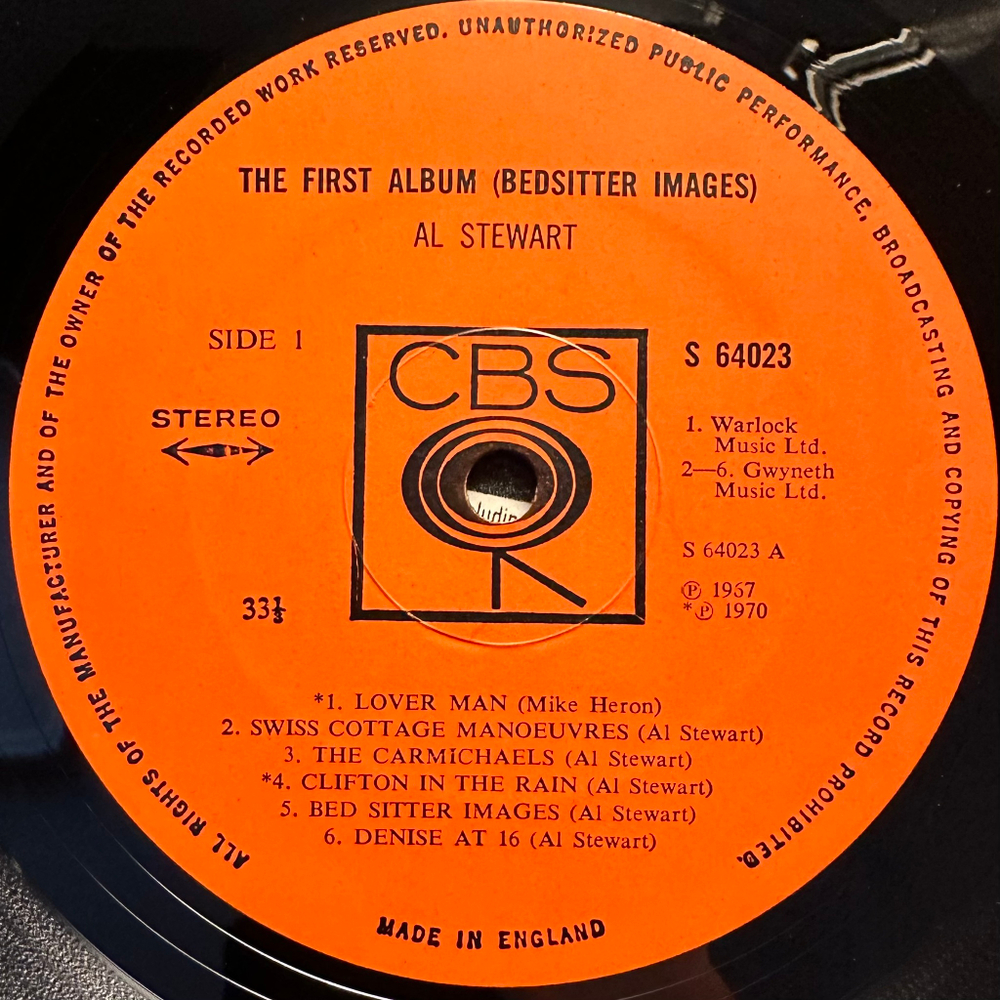 ALL RIGHTS OF THE MANUFACTURER AND OF THE OWNER OF THE RECORDED WORK RESERVED. UNAUTHORIZED PUBLIC PERFORMANCE, BROADCASTING AND COPYING OF THIS RECORD PROHIBITED.
THE FIRST ALBUM (BEDSITTER IMAGES)
AL STEWART
SIDE 1
STEREO
33⅓
CBS
S 64023
1. Warlock
Music Ltd.
2—6. Gwyneth
Music Ltd.
S 64023 A
Ⓟ 1967
*Ⓟ 1970
*1. LOVER MAN (Mike Heron)
2. SWISS COTTAGE MANOEUVRES (Al Stewart)
3. THE CARMICHAELS (Al Stewart)
*4. CLIFTON IN THE RAIN (Al Stewart)
5. BED SITTER IMAGES (Al Stewart)
6. DENISE AT 16 (Al Stewart)
MADE IN ENGLAND